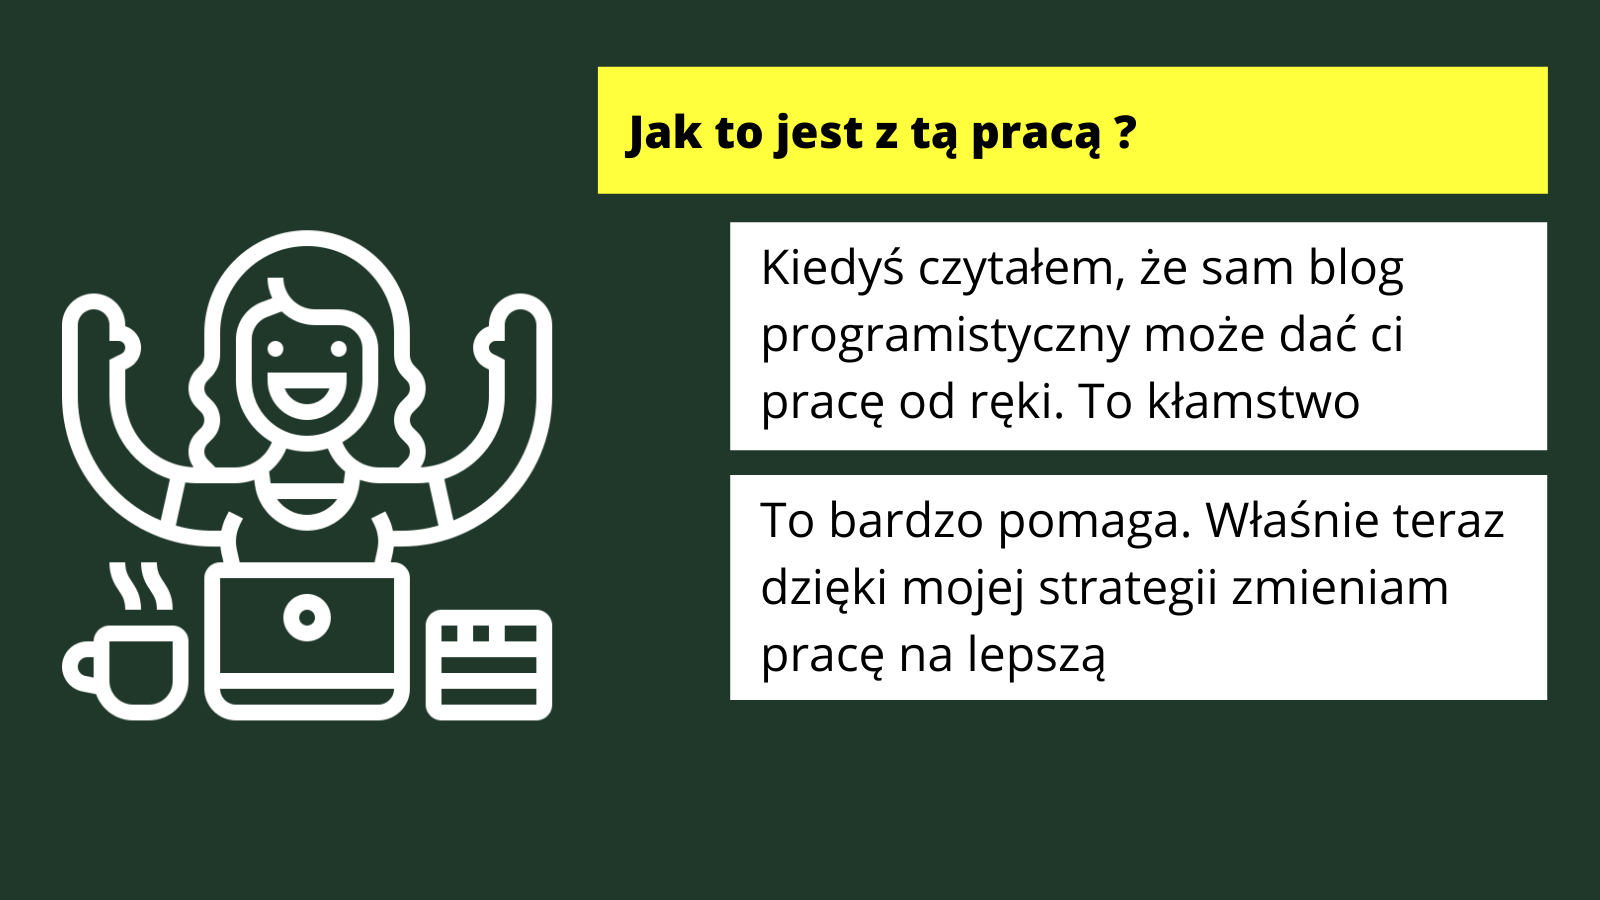 Jak to jest z tą pracą ?
Kiedyś czytałem, że sam blog
programistyczny może dać ci
pracę od ręki. To kłamstwo
To bardzo pomaga. Właśnie teraz
dzięki mojej strategii zmieniam
pracę na lepszą